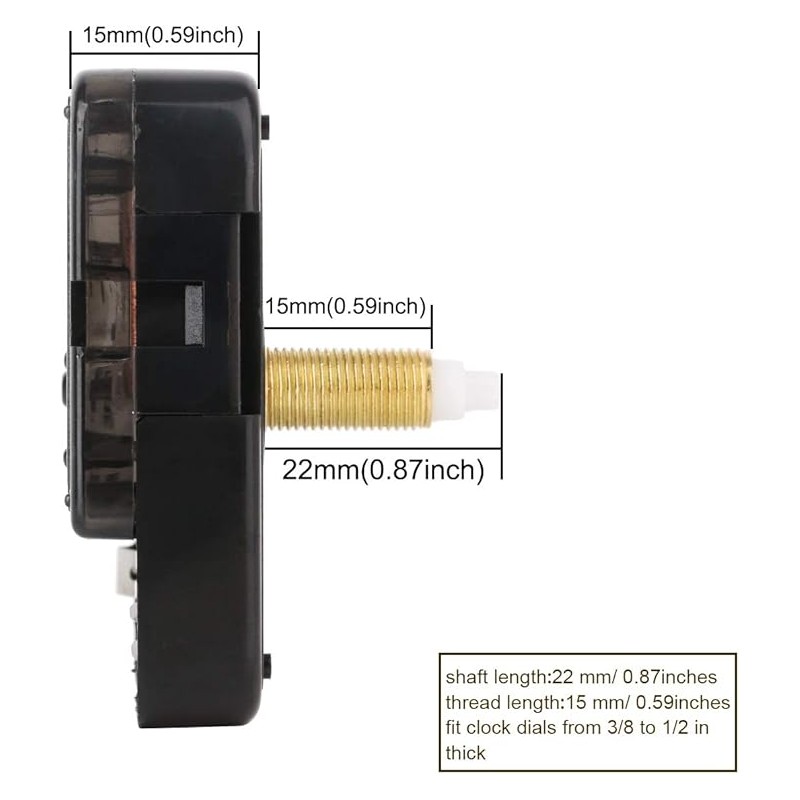 15mm(0.59inch)
15mm(0.59inch)
22mm(0.87inch)
shaft length:22 mm/ 0.87inches
thread length:15 mm/ 0.59inches
fit clock dials from 3/8 to 1/2 in
thick